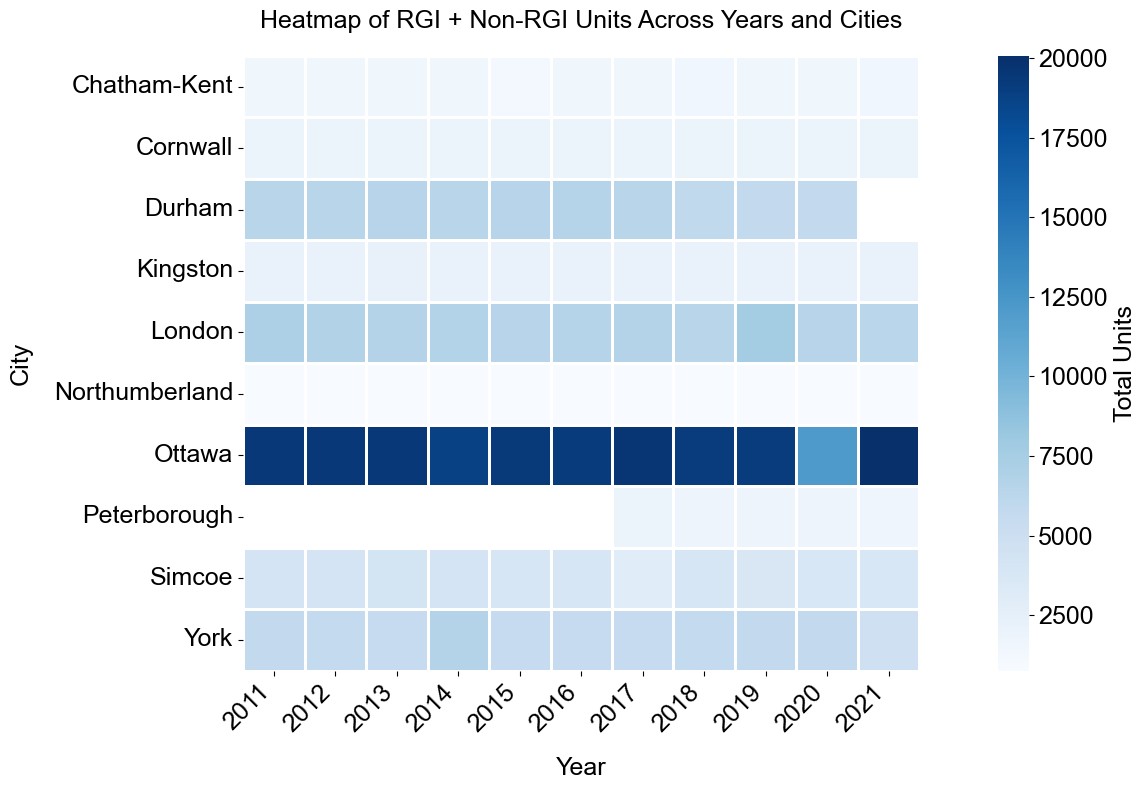 Heatmap of RGI + Non-RGI Units Across Years and Cities
City
Chatham-Kent
Cornwall
Durham
Kingston
London
Northumberland
Ottawa
Peterborough
Simcoe
York
2011 2012 2013 2014 2015 2016 2017 2018 2019 2020 2021
Year
20000
17500
15000
12500
10000
7500
5000
2500
Total Units